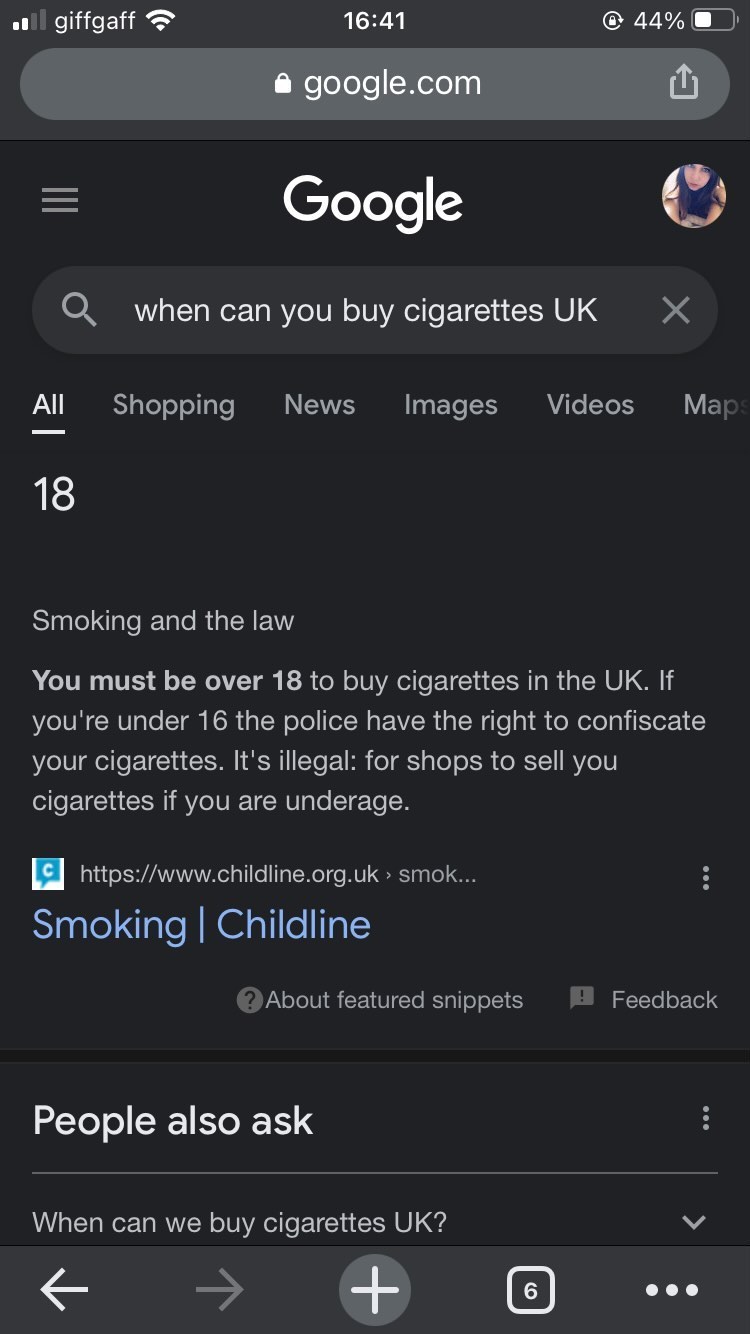 giffgaff 16:41 44%
google.com
Google
when can you buy cigarettes UK
All Shopping News Images Videos Maps
18
Smoking and the law
You must be over 18 to buy cigarettes in the UK. If
you're under 16 the police have the right to confiscate
your cigarettes. It's illegal: for shops to sell you
cigarettes if you are underage.
https://www.childline.org.uk › smok...
Smoking | Childline
About featured snippets Feedback
People also ask
When can we buy cigarettes UK?
6